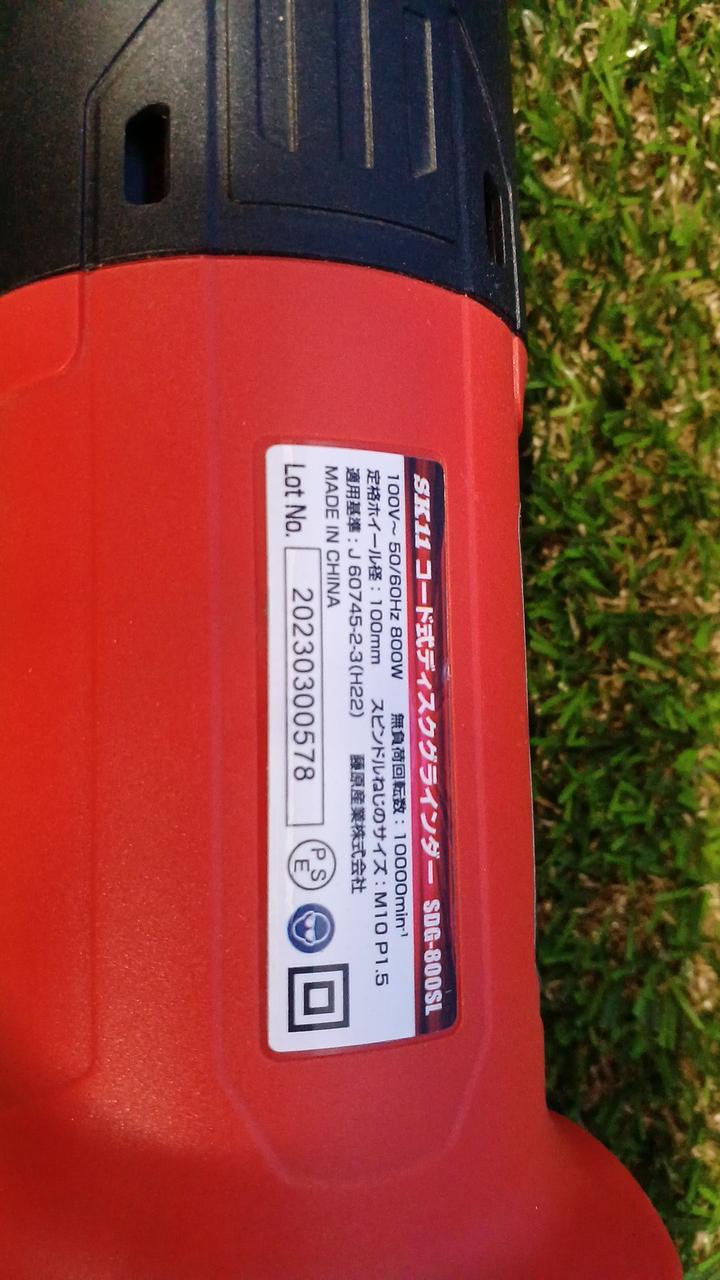 SK11 コード式ディスクグラインダー SDG-800SL
100V~ 50/60Hz 800W 無負荷回転数：10000min-1
定格ホイール径：100mm スピンドルねじのサイズ：M10 P1.5
適用基準：J 60745-2-3(H22) 藤原産業株式会社
MADE IN CHINA
Lot No. 20230300578 PSE